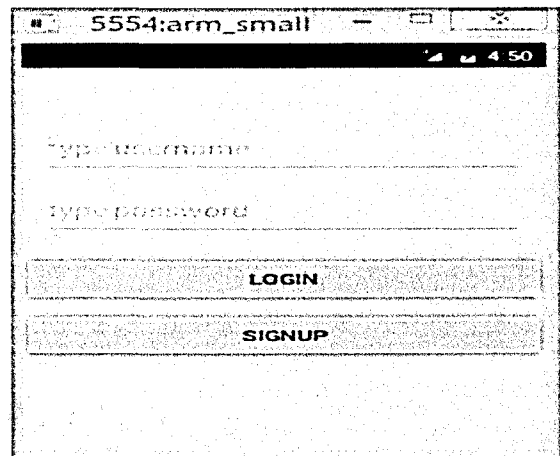 5554:arm_small
4:50
type username
type password
LOGIN
SIGNUP